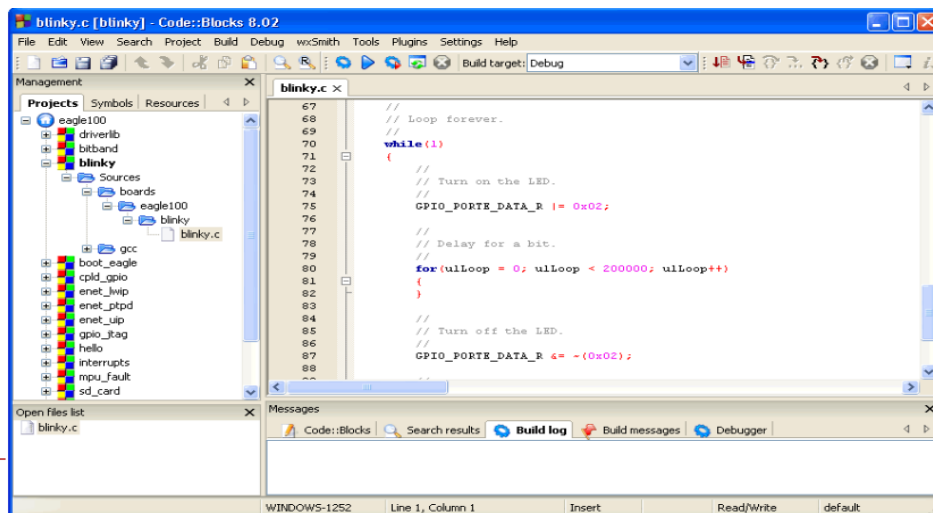 blinky.c [blinky] - Code::Blocks 8.02
File Edit View Search Project Build Debug wxSmith Tools Plugins Settings Help
Build target: Debug
Management
Projects Symbols Resources
eagle100
driverlib
bitband
blinky
Sources
boards
eagle100
blinky
blinky.c
gcc
boot_eagle
cpld_gpio
enet_lwip
enet_ptpd
enet_uip
gpio_jtag
hello
interrupts
mpu_fault
sd_card
Open files list
blinky.c
blinky.c
67 //
68 // Loop forever.
69 //
70 while(1)
71 {
72 //
73 // Turn on the LED.
74 //
75 GPIO_PORTE_DATA_R |= 0x02;
76
77 //
78 // Delay for a bit.
79 //
80 for(ulLoop = 0; ulLoop < 200000; ulLoop++)
81 {
82 }
83
84 //
85 // Turn off the LED.
86 //
87 GPIO_PORTE_DATA_R &= ~(0x02);
88
Messages
Code::Blocks Search results Build log Build messages Debugger
WINDOWS-1252 Line 1, Column 1 Insert Read/Write default